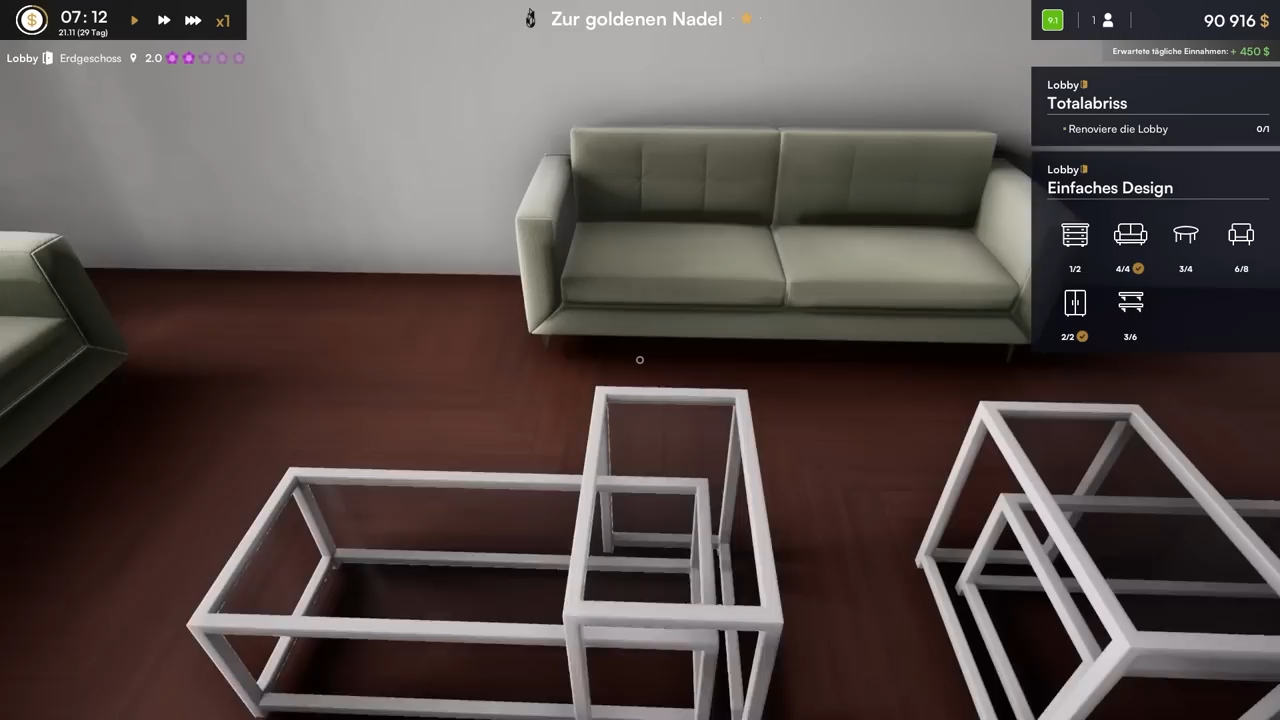 07:12
21.11 (29 Tag)
x1
Zur goldenen Nadel
9.1
1
90 916 $
Erwartete tägliche Einnahmen: + 450 $
Lobby
Erdgeschoss
2.0
Lobby
Totalabriss
Renoviere die Lobby 0/1
Lobby
Einfaches Design
1/2 4/4 3/4 6/8
2/2 3/6